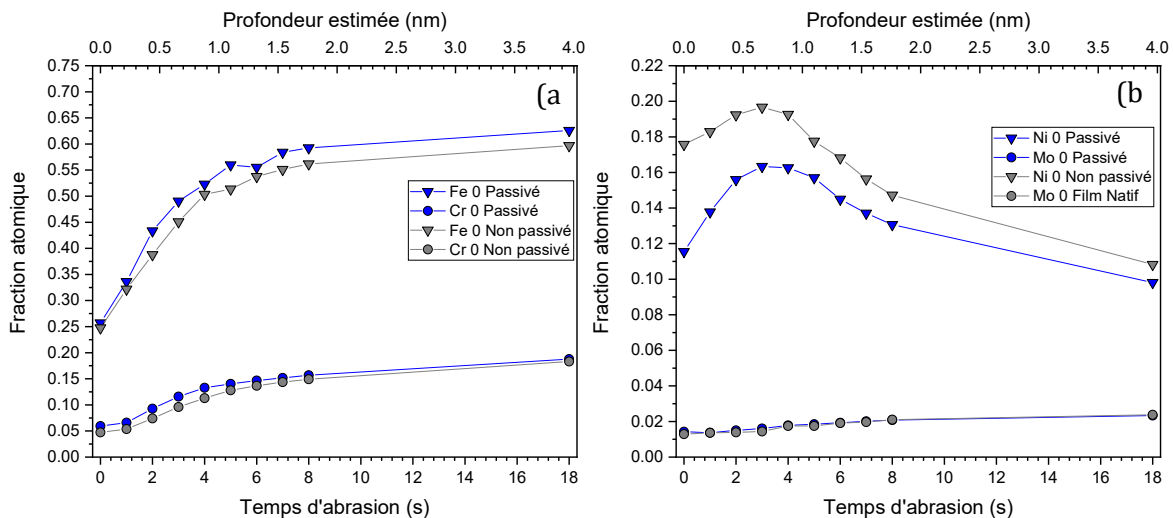 Profondeur estimée (nm)
0.0 0.5 1.0 1.5 2.0 2.5 3.0 3.5 4.0
0.75
0.70
0.65
0.60
0.55
0.50
0.45
0.40
0.35
0.30
0.25
0.20
0.15
0.10
0.05
0.00
Fraction atomique
(a
Fe 0 Passivé
Cr 0 Passivé
Fe 0 Non passivé
Cr 0 Non passivé
0 2 4 6 8 10 12 14 16 18
Temps d'abrasion (s)
Profondeur estimée (nm)
0.0 0.5 1.0 1.5 2.0 2.5 3.0 3.5 4.0
0.22
0.20
0.18
0.16
0.14
0.12
0.10
0.08
0.06
0.04
0.02
0.00
Fraction atomique
(b
Ni 0 Passivé
Mo 0 Passivé
Ni 0 Non passivé
Mo 0 Film Natif
0 2 4 6 8 10 12 14 16 18
Temps d'abrasion (s)